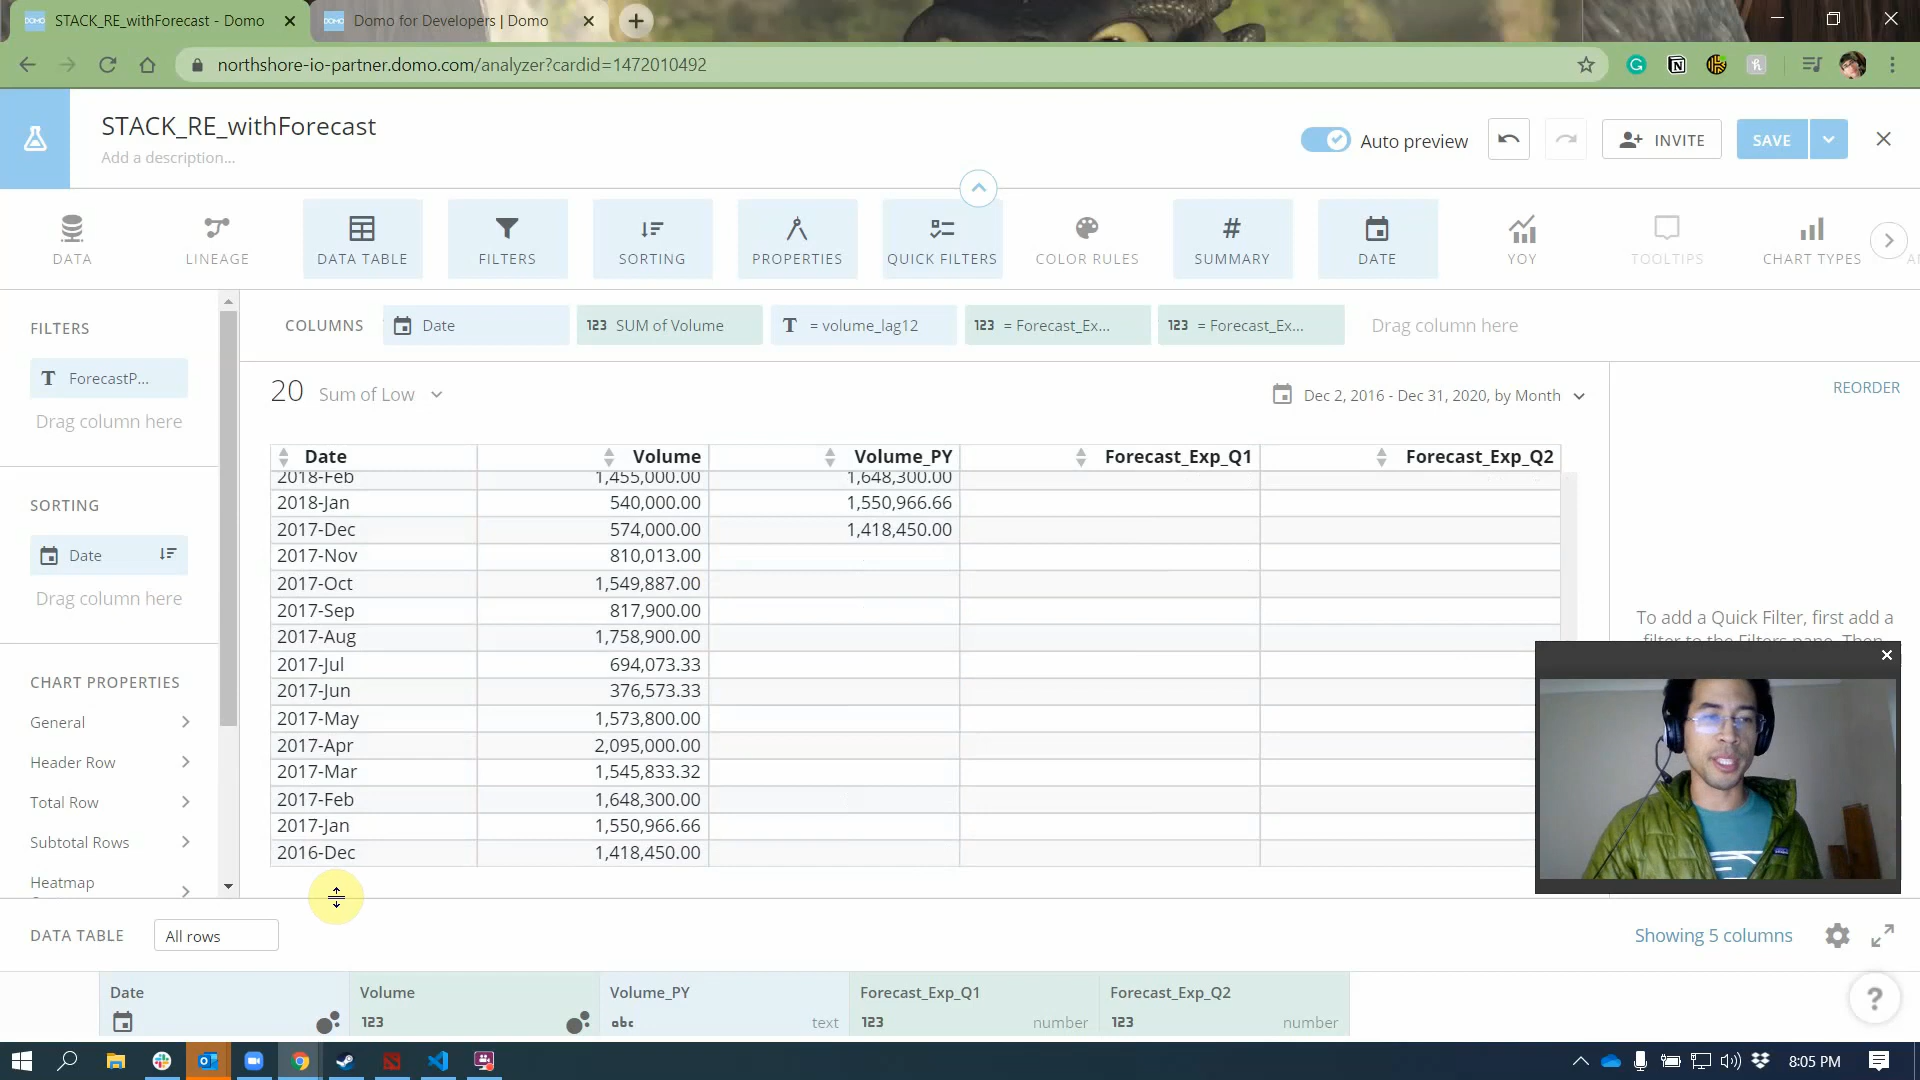 STACK_RE_withForecast - Domo
Domo for Developers | Domo
northshore-io-partner.domo.com/analyzer?cardid=1472010492
STACK_RE_withForecast
Add a description...
Auto preview
INVITE
SAVE
DATA
LINEAGE
DATA TABLE
FILTERS
SORTING
PROPERTIES
QUICK FILTERS
COLOR RULES
SUMMARY
DATE
YOY
TOOLTIPS
CHART TYPES
FILTERS
T ForecastP...
Drag column here
SORTING
Date
Drag column here
CHART PROPERTIES
General
Header Row
Total Row
Subtotal Rows
Heatmap
COLUMNS
Date
123 SUM of Volume
T = volume_lag12
123 = Forecast_Ex...
123 = Forecast_Ex...
Drag column here
20 Sum of Low
Dec 2, 2016 - Dec 31, 2020, by Month
REORDER
Date Volume Volume_PY Forecast_Exp_Q1 Forecast_Exp_Q2
2018-Feb 1,455,000.00 1,648,300.00
2018-Jan 540,000.00 1,550,966.66
2017-Dec 574,000.00 1,418,450.00
2017-Nov 810,013.00
2017-Oct 1,549,887.00
2017-Sep 817,900.00
2017-Aug 1,758,900.00
2017-Jul 694,073.33
2017-Jun 376,573.33
2017-May 1,573,800.00
2017-Apr 2,095,000.00
2017-Mar 1,545,833.32
2017-Feb 1,648,300.00
2017-Jan 1,550,966.66
2016-Dec 1,418,450.00
To add a Quick Filter, first add a
filter to the Filters pane. Then
DATA TABLE
All rows
Showing 5 columns
Date
Volume
123
Volume_PY
abc text
Forecast_Exp_Q1
123 number
Forecast_Exp_Q2
123 number
?
8:05 PM